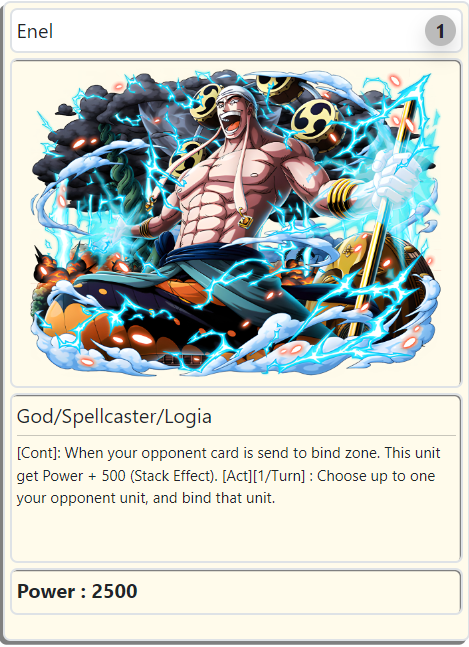 Enel
1
God/Spellcaster/Logia
[Cont]: When your opponent card is send to bind zone. This unit
get Power + 500 (Stack Effect). [Act][1/Turn] : Choose up to one
your opponent unit, and bind that unit.
Power : 2500